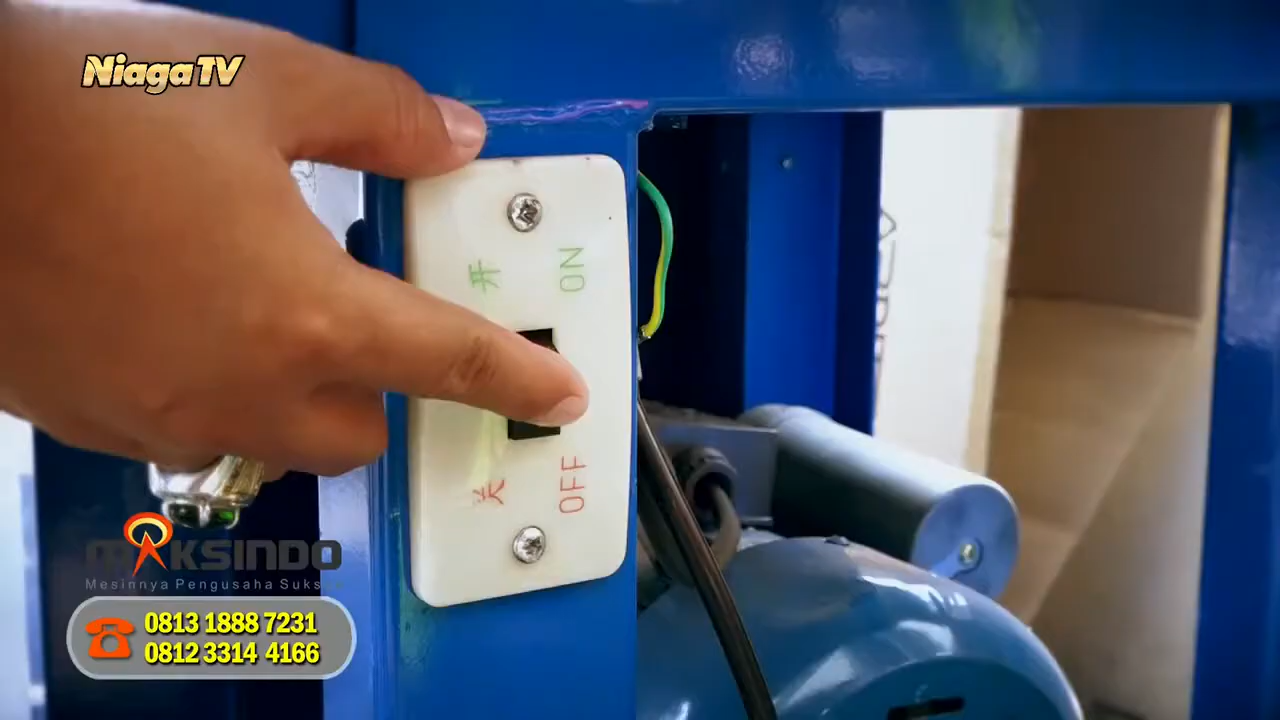 NiagaTV
开
ON
关
OFF
MAKSINDO
Mesinnya Pengusaha Sukses
0813 1888 7231
0812 3314 4166